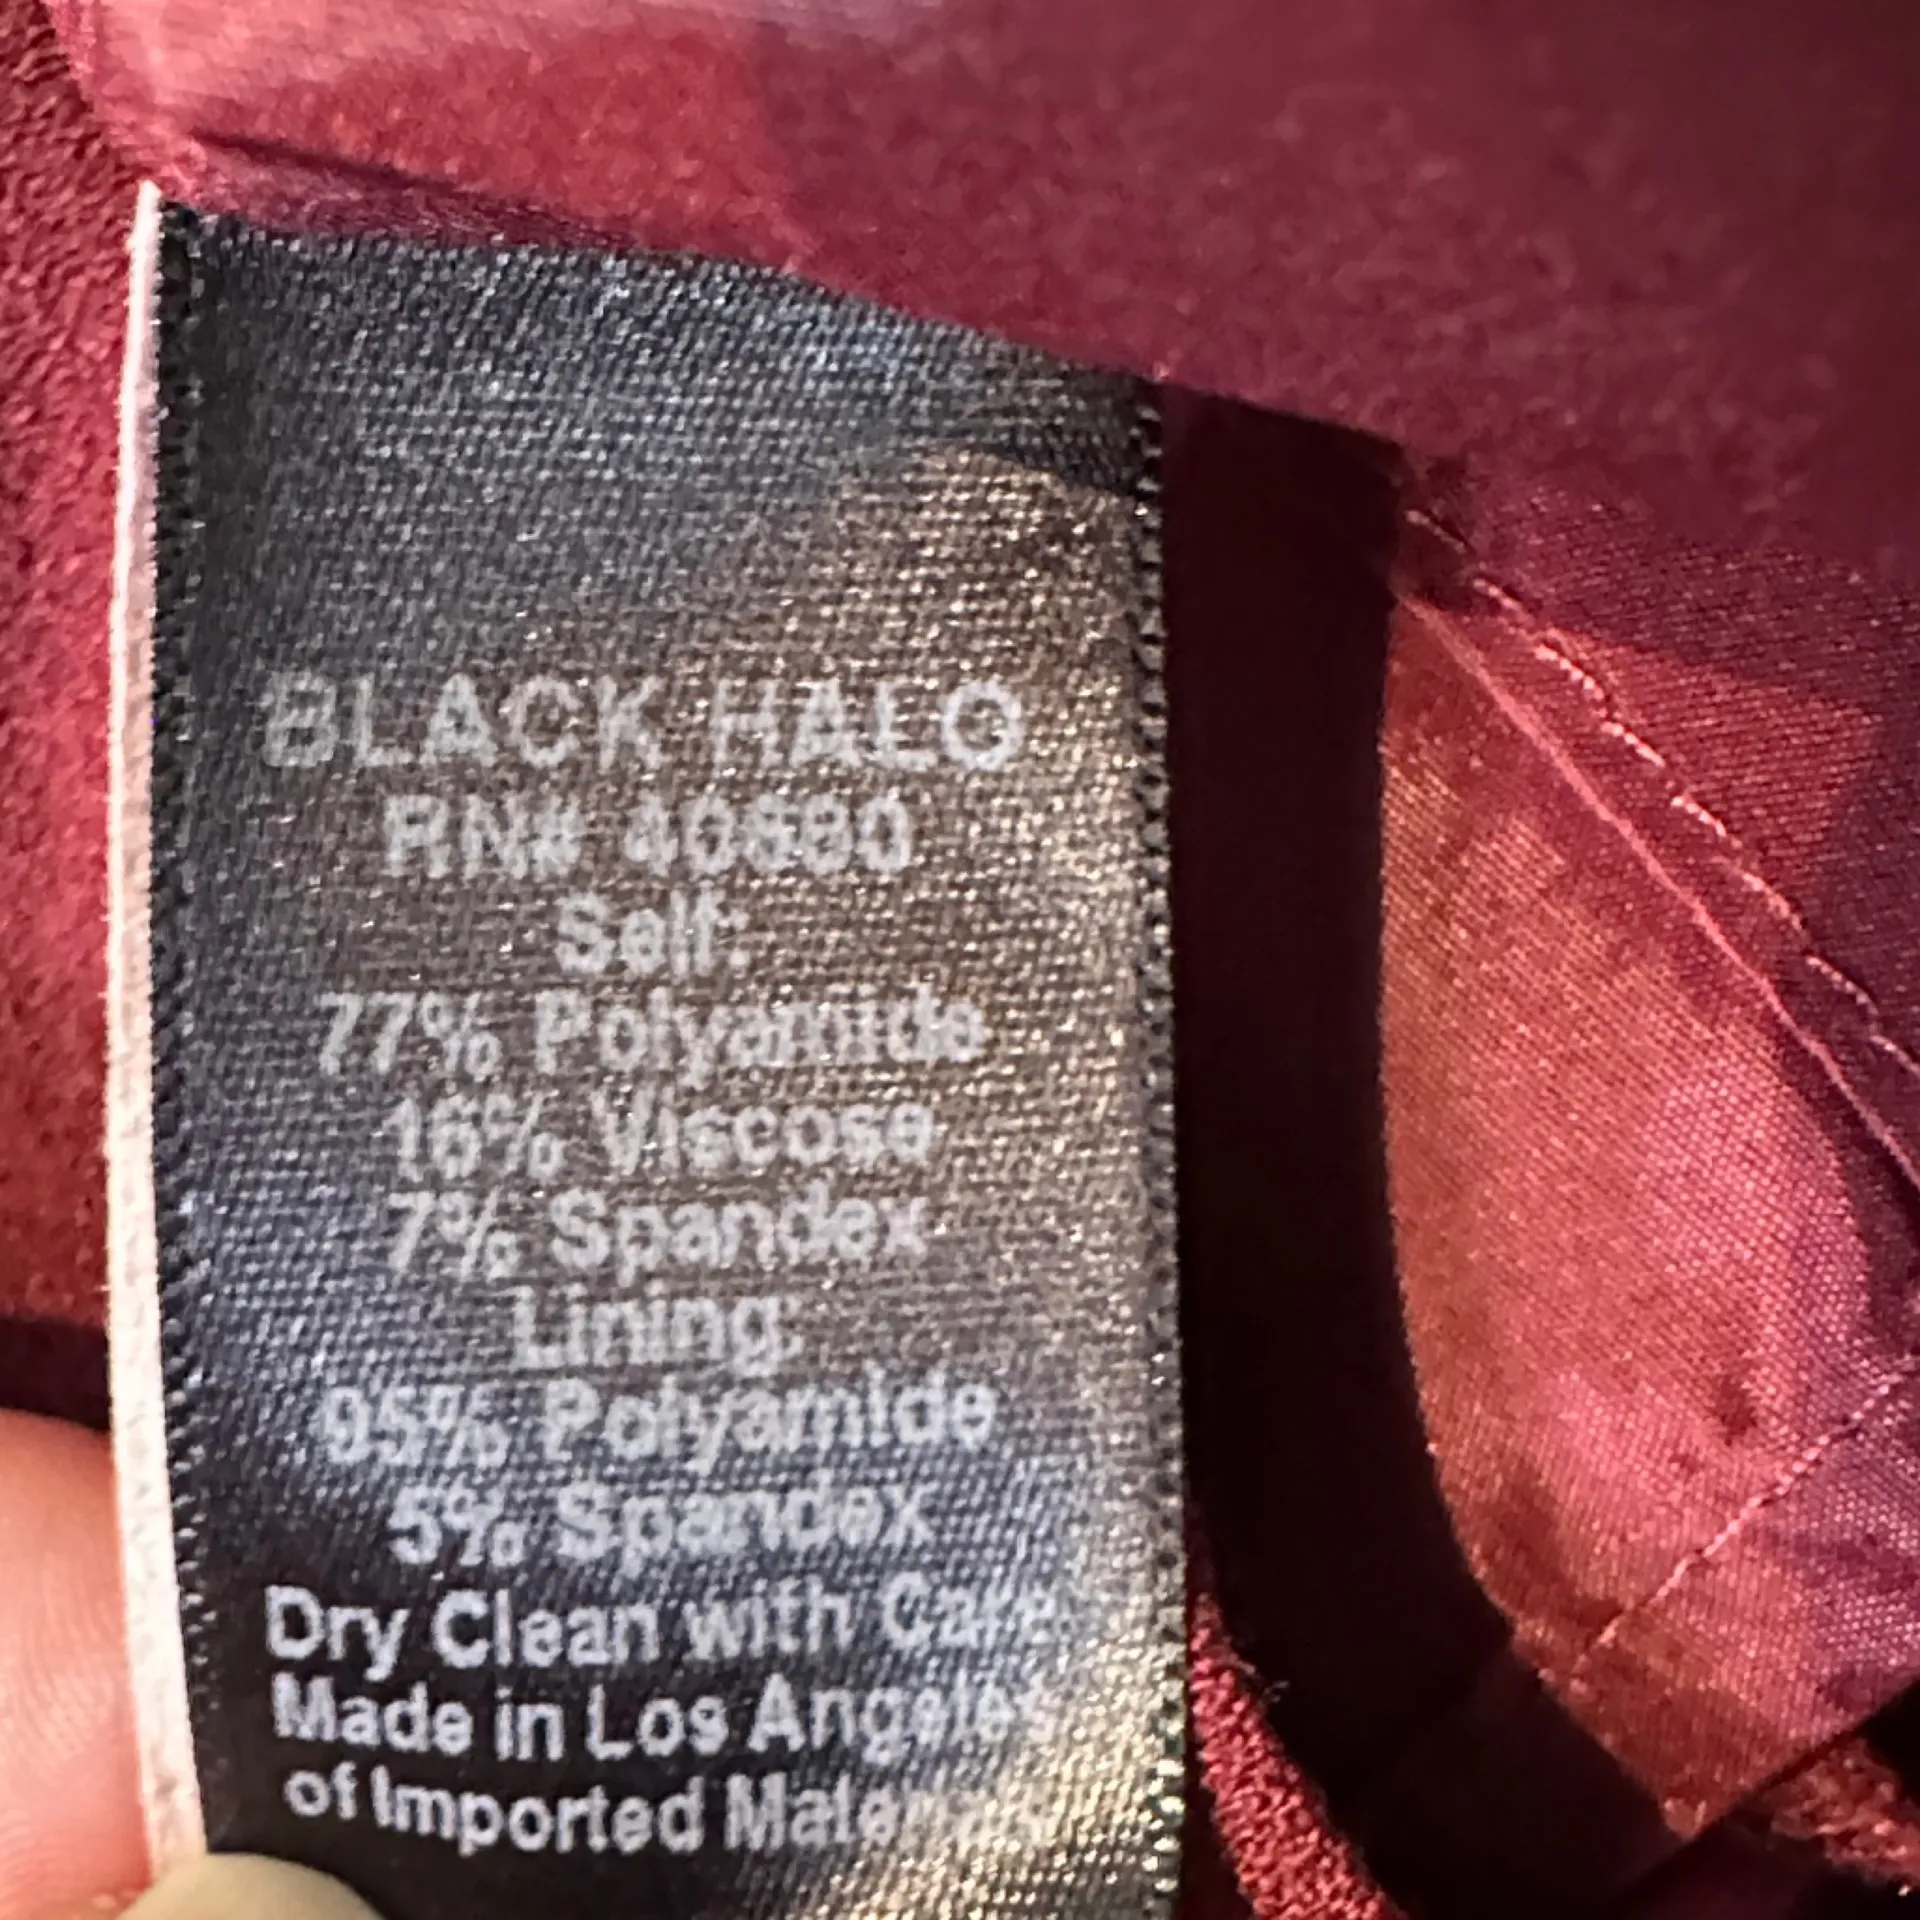 BLACK HALO
RN# 40880
Self:
77% Polyamide
16% Viscose
7% Spandex
Lining:
95% Polyamide
5% Spandex
Dry Clean with Care
Made in Los Angeles
of Imported Materials